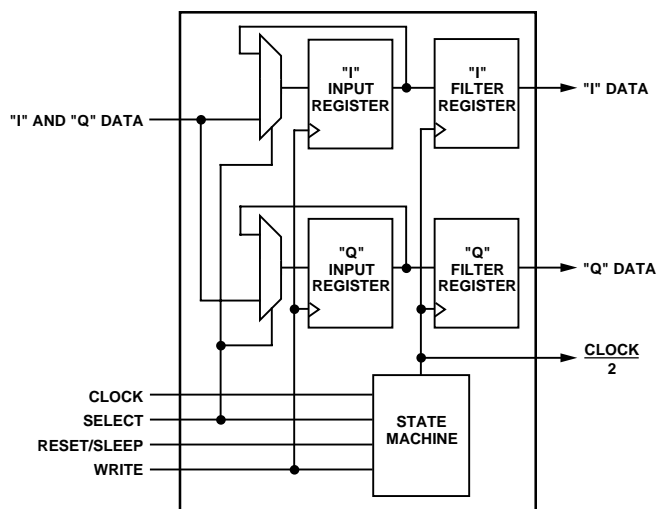 "I"
INPUT
REGISTER
"I"
FILTER
REGISTER
"I" DATA
"I" AND "Q" DATA
"Q"
INPUT
REGISTER
"Q"
FILTER
REGISTER
"Q" DATA
CLOCK
2
CLOCK
SELECT
RESET/SLEEP
WRITE
STATE
MACHINE